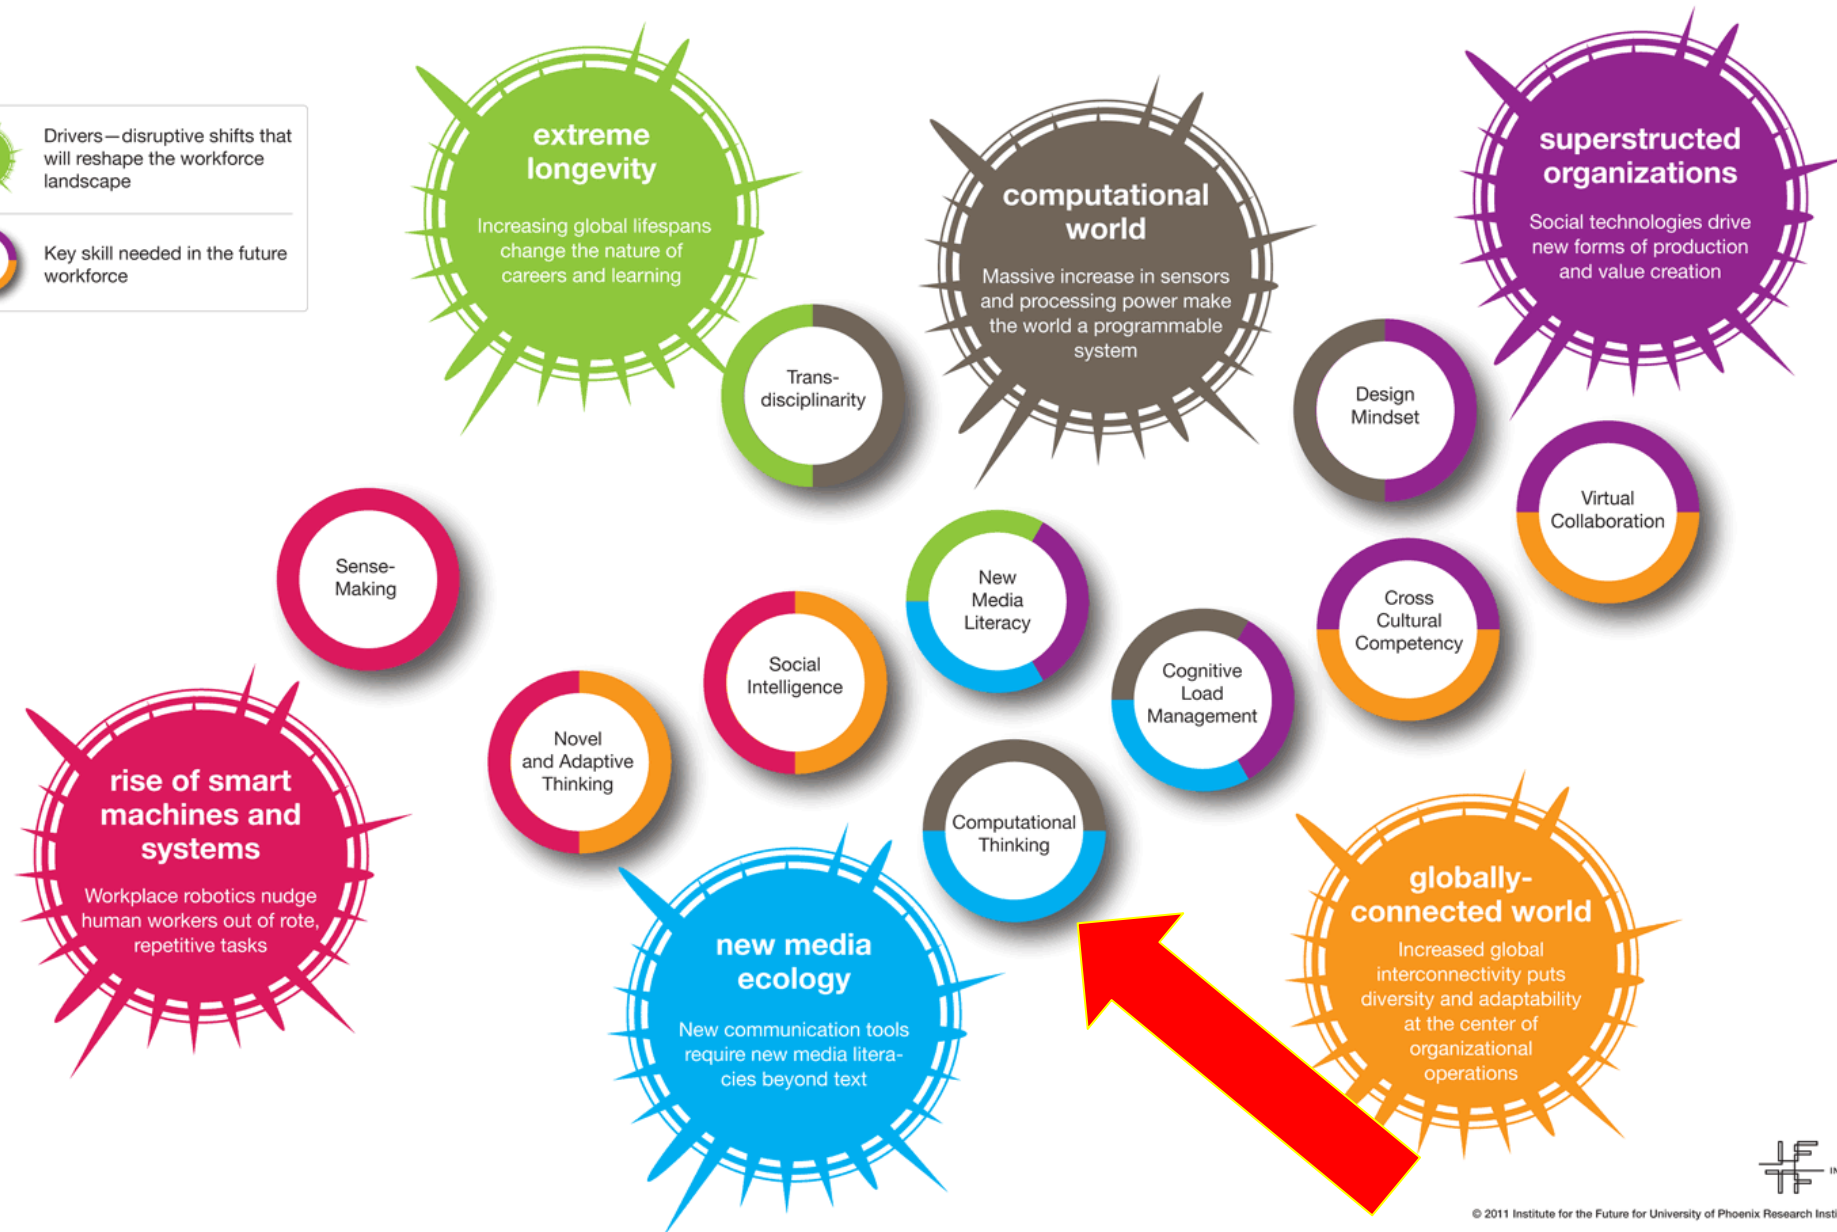 Drivers—disruptive shifts that
will reshape the workforce
landscape
Key skill needed in the future
workforce
extreme
longevity
Increasing global lifespans
change the nature of
careers and learning
computational
world
Massive increase in sensors
and processing power make
the world a programmable
system
superstructed
organizations
Social technologies drive
new forms of production
and value creation
Trans-
disciplinarity
Design
Mindset
Virtual
Collaboration
Sense-
Making
New
Media
Literacy
Cross
Cultural
Competency
Social
Intelligence
Cognitive
Load
Management
Novel
and Adaptive
Thinking
Computational
Thinking
rise of smart
machines and
systems
Workplace robotics nudge
human workers out of rote,
repetitive tasks
new media
ecology
New communication tools
require new media litera-
cies beyond text
globally-
connected world
Increased global
interconnectivity puts
diversity and adaptability
at the center of
organizational
operations
© 2011 Institute for the Future for University of Phoenix Research